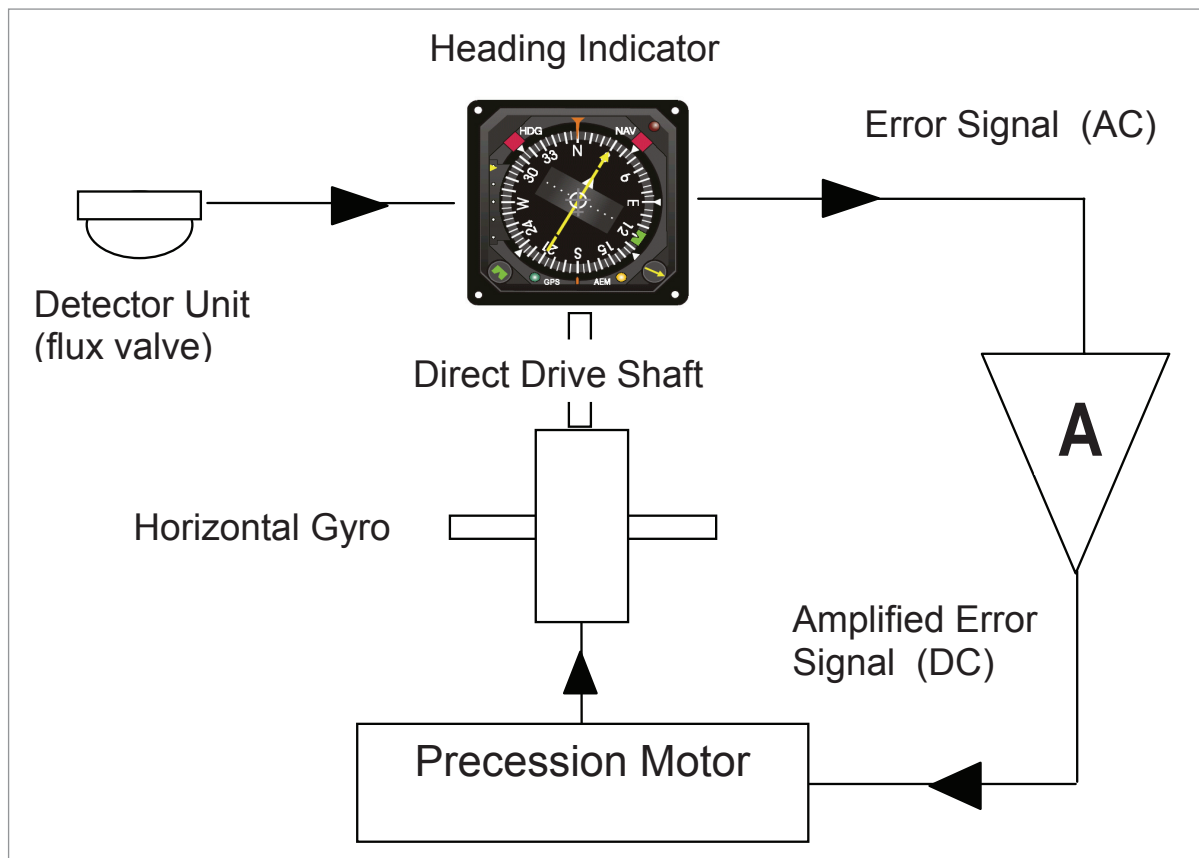 Heading Indicator
Error Signal (AC)
HDG
NAV
N
33
30
W
24
21
S
15
12
E
6
GPS
AEM
Detector Unit
(flux valve)
Direct Drive Shaft
A
Horizontal Gyro
Amplified Error
Signal (DC)
Precession Motor